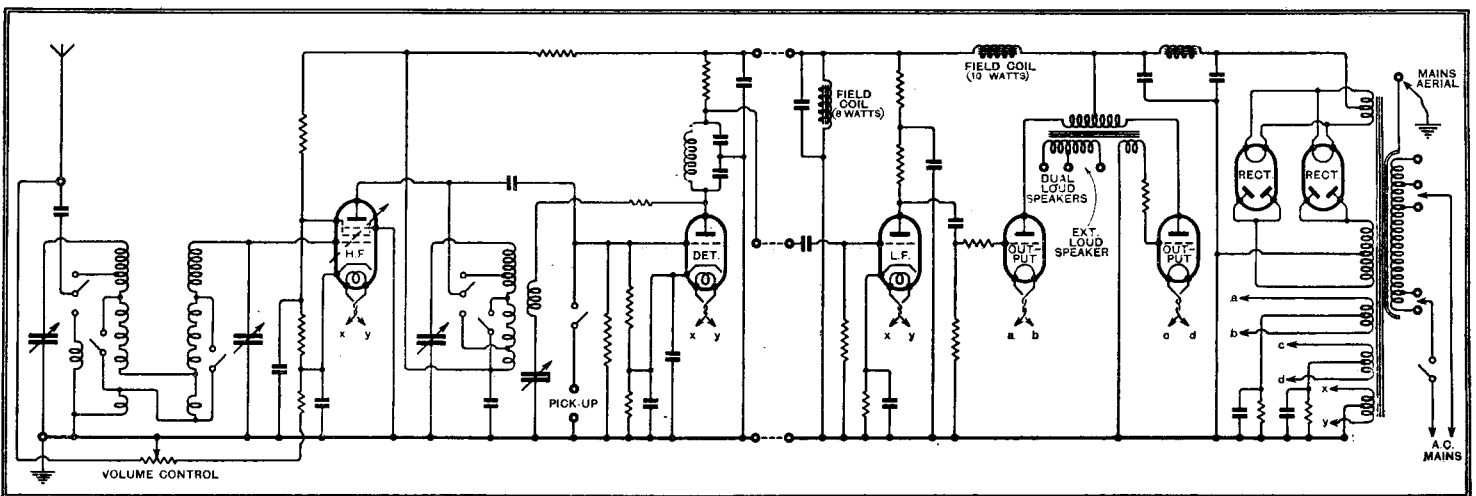 MAINS
AERIAL
FIELD COIL
(10 WATTS)
FIELD
COIL
(8 WATTS)
RECT.
RECT.
DUAL
LOUD
SPEAKERS
EXT.
LOUD
SPEAKER
H.F.
DET.
L.F.
OUT-
PUT
OUT-
PUT
x y
x y
x y
a b
c d
a
b
c
d
x
y
PICK-UP
VOLUME CONTROL
A.C.
MAINS